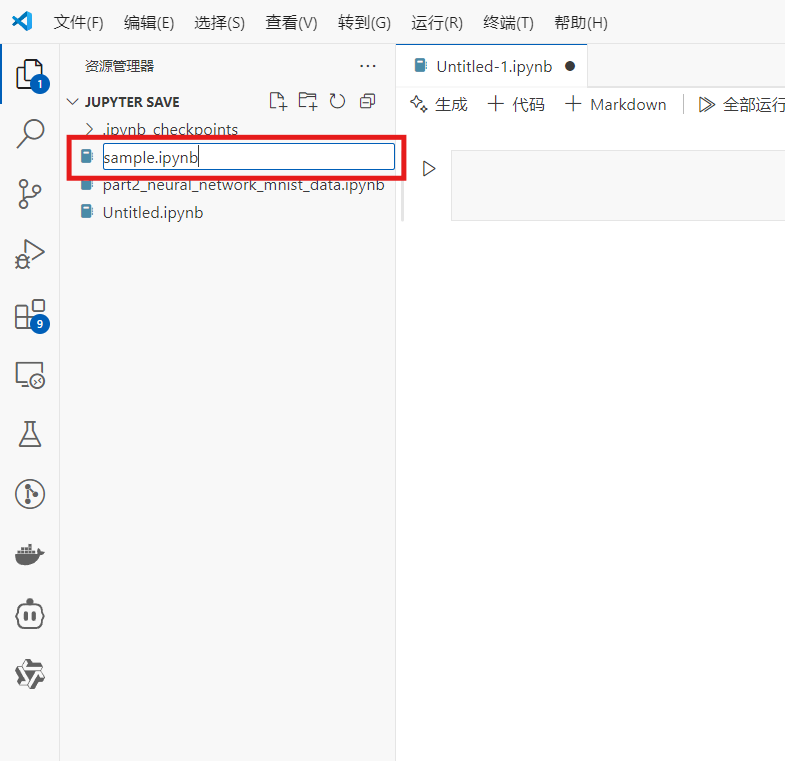 文件(F) 编辑(E) 选择(S) 查看(V) 转到(G) 运行(R) 终端(T) 帮助(H)
资源管理器 ···
Untitled-1.ipynb
JUPYTER SAVE
生成 代码 Markdown 全部运行
.ipynb_checkpoints
sample.ipynb
part2_neural_network_mnist_data.ipynb
Untitled.ipynb
1
9